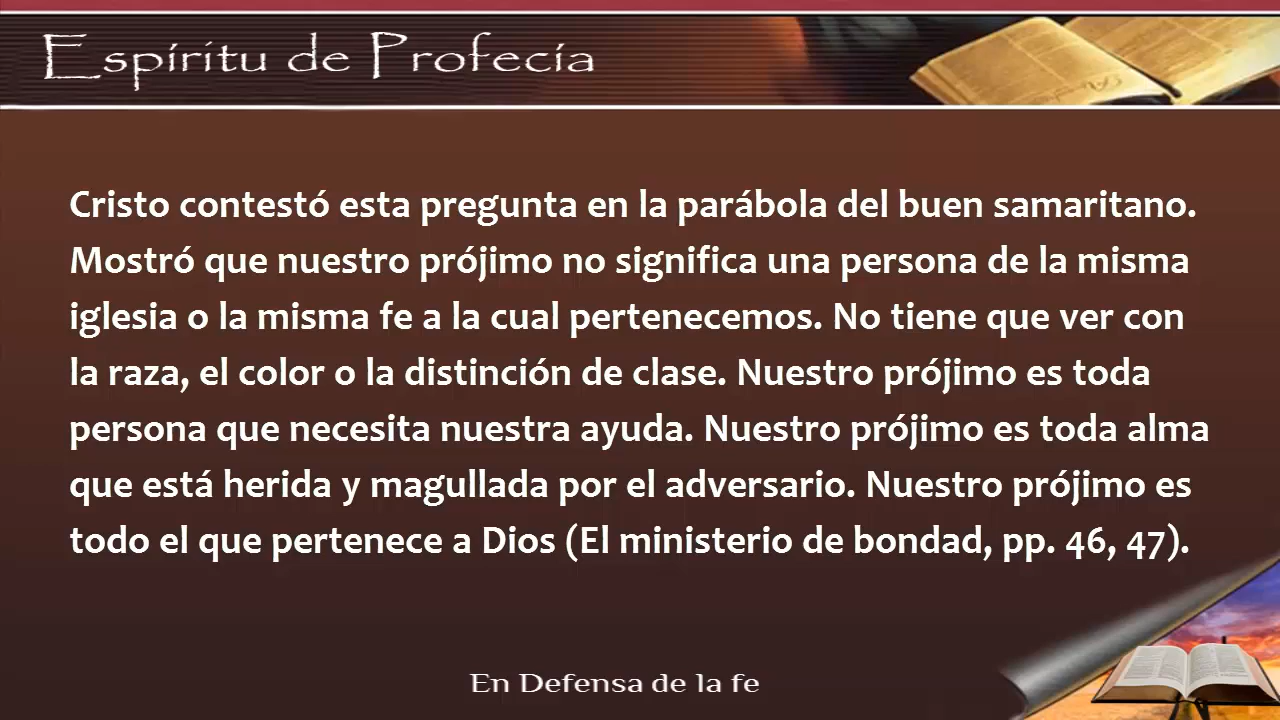 Espíritu de Profecía
Cristo contestó esta pregunta en la parábola del buen samaritano.
Mostró que nuestro prójimo no significa una persona de la misma
iglesia o la misma fe a la cual pertenecemos. No tiene que ver con
la raza, el color o la distinción de clase. Nuestro prójimo es toda
persona que necesita nuestra ayuda. Nuestro prójimo es toda alma
que está herida y magullada por el adversario. Nuestro prójimo es
todo el que pertenece a Dios (El ministerio de bondad, pp. 46, 47).
En Defensa de la fe